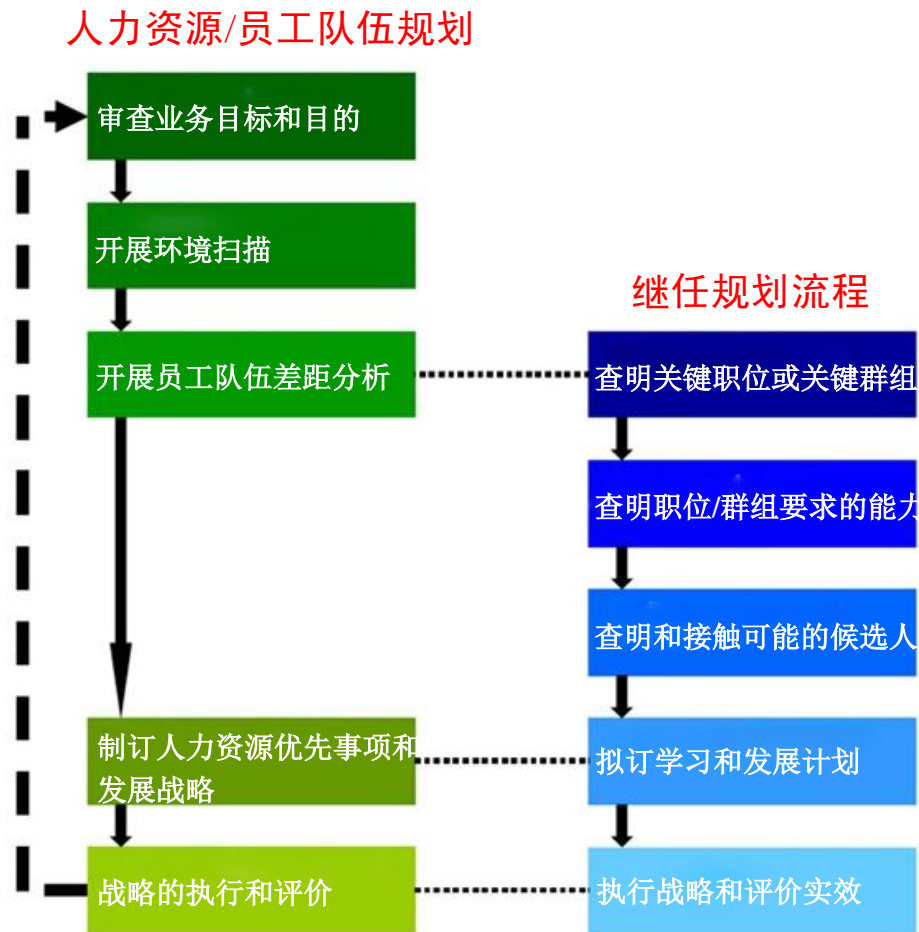 人力资源/员工队伍规划
审查业务目标和目的
开展环境扫描
开展员工队伍差距分析
制订人力资源优先事项和
发展战略
战略的执行和评价
继任规划流程
查明关键职位或关键群组
查明职位/群组要求的能力
查明和接触可能的候选人
拟订学习和发展计划
执行战略和评价实效